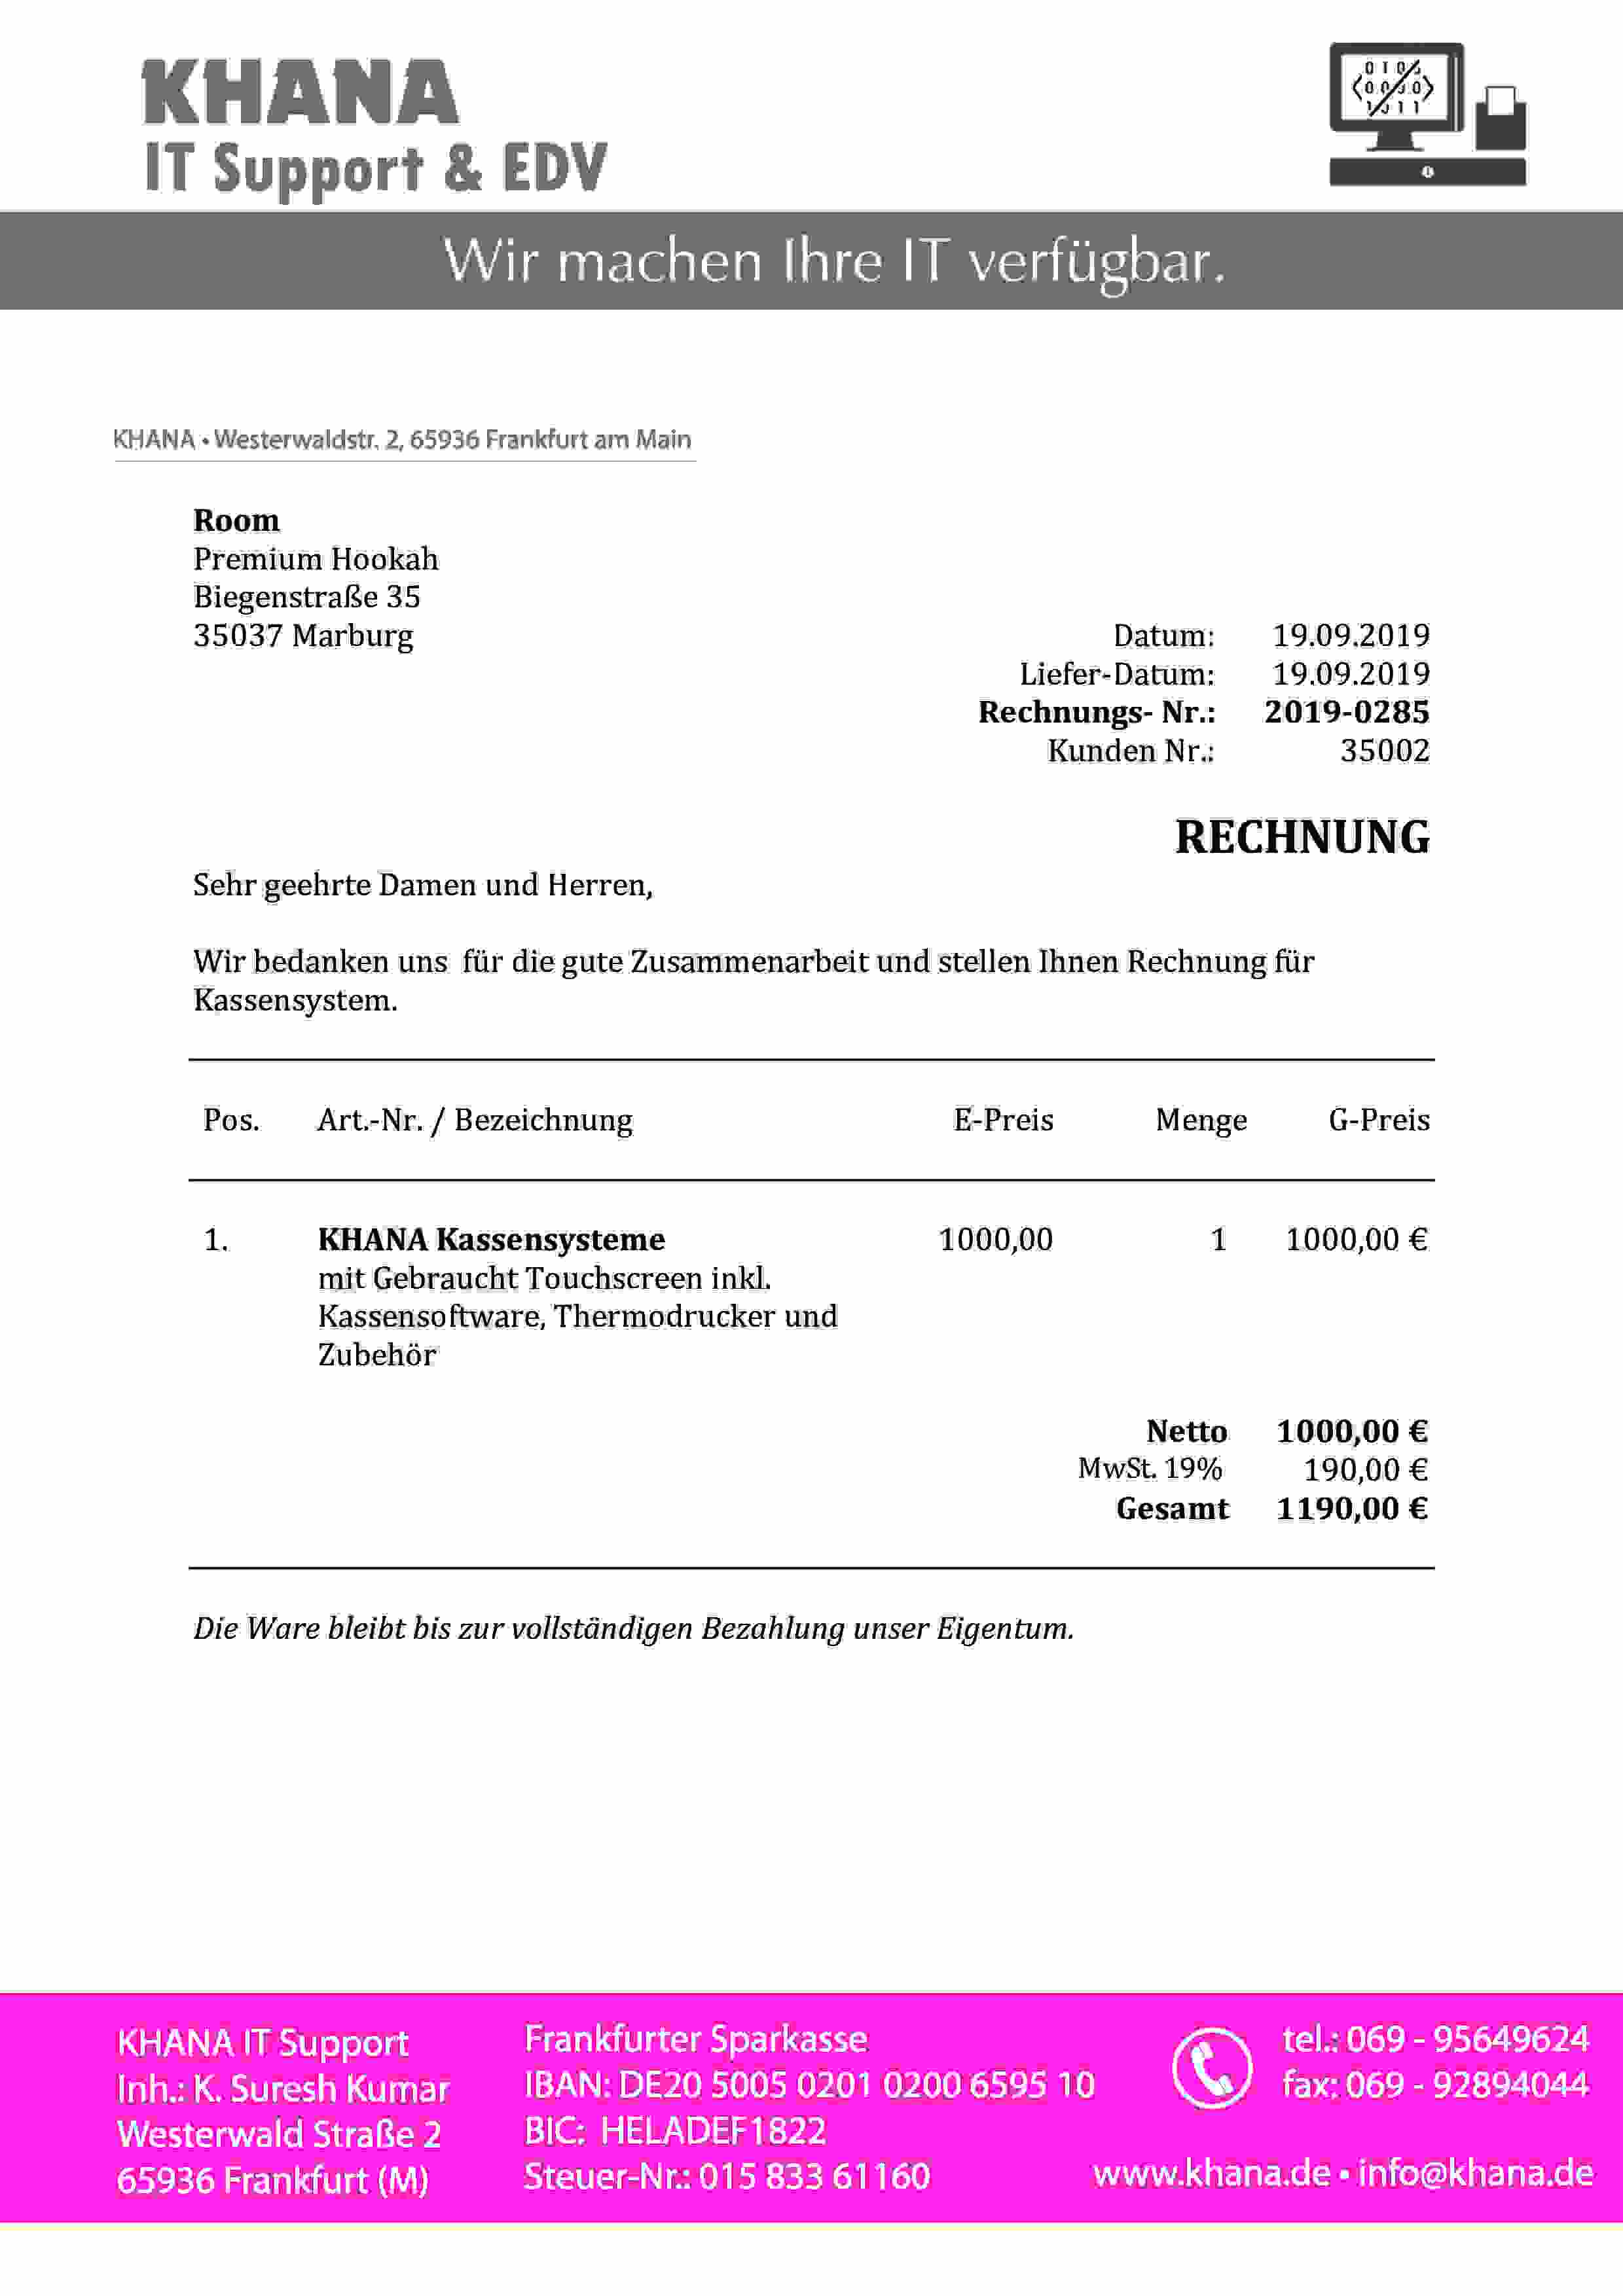 KHANA
IT Support & EDV
Wir machen Ihre IT verfügbar.
KHANA • Westerwaldstr. 2, 65936 Frankfurt am Main
Room
Premium Hookah
Biegenstraße 35
35037 Marburg
Datum: 19.09.2019
Liefer-Datum: 19.09.2019
Rechnungs- Nr.: 2019-0285
Kunden Nr.: 35002
RECHNUNG
Sehr geehrte Damen und Herren,
Wir bedanken uns für die gute Zusammenarbeit und stellen Ihnen Rechnung für
Kassensystem.
Pos. Art.-Nr. / Bezeichnung E-Preis Menge G-Preis
1. KHANA Kassensysteme 1000,00 1 1000,00 €
mit Gebraucht Touchscreen inkl.
Kassensoftware, Thermodrucker und
Zubehör
Netto 1000,00 €
MwSt. 19% 190,00 €
Gesamt 1190,00 €
Die Ware bleibt bis zur vollständigen Bezahlung unser Eigentum.
KHANA IT Support
Inh.: K. Suresh Kumar
Westerwald Straße 2
65936 Frankfurt (M)
Frankfurter Sparkasse
IBAN: DE20 5005 0201 0200 6595 10
BIC: HELADEF1822
Steuer-Nr.: 015 833 61160
tel.: 069 - 95649624
fax: 069 - 92894044
www.khana.de • info@khana.de